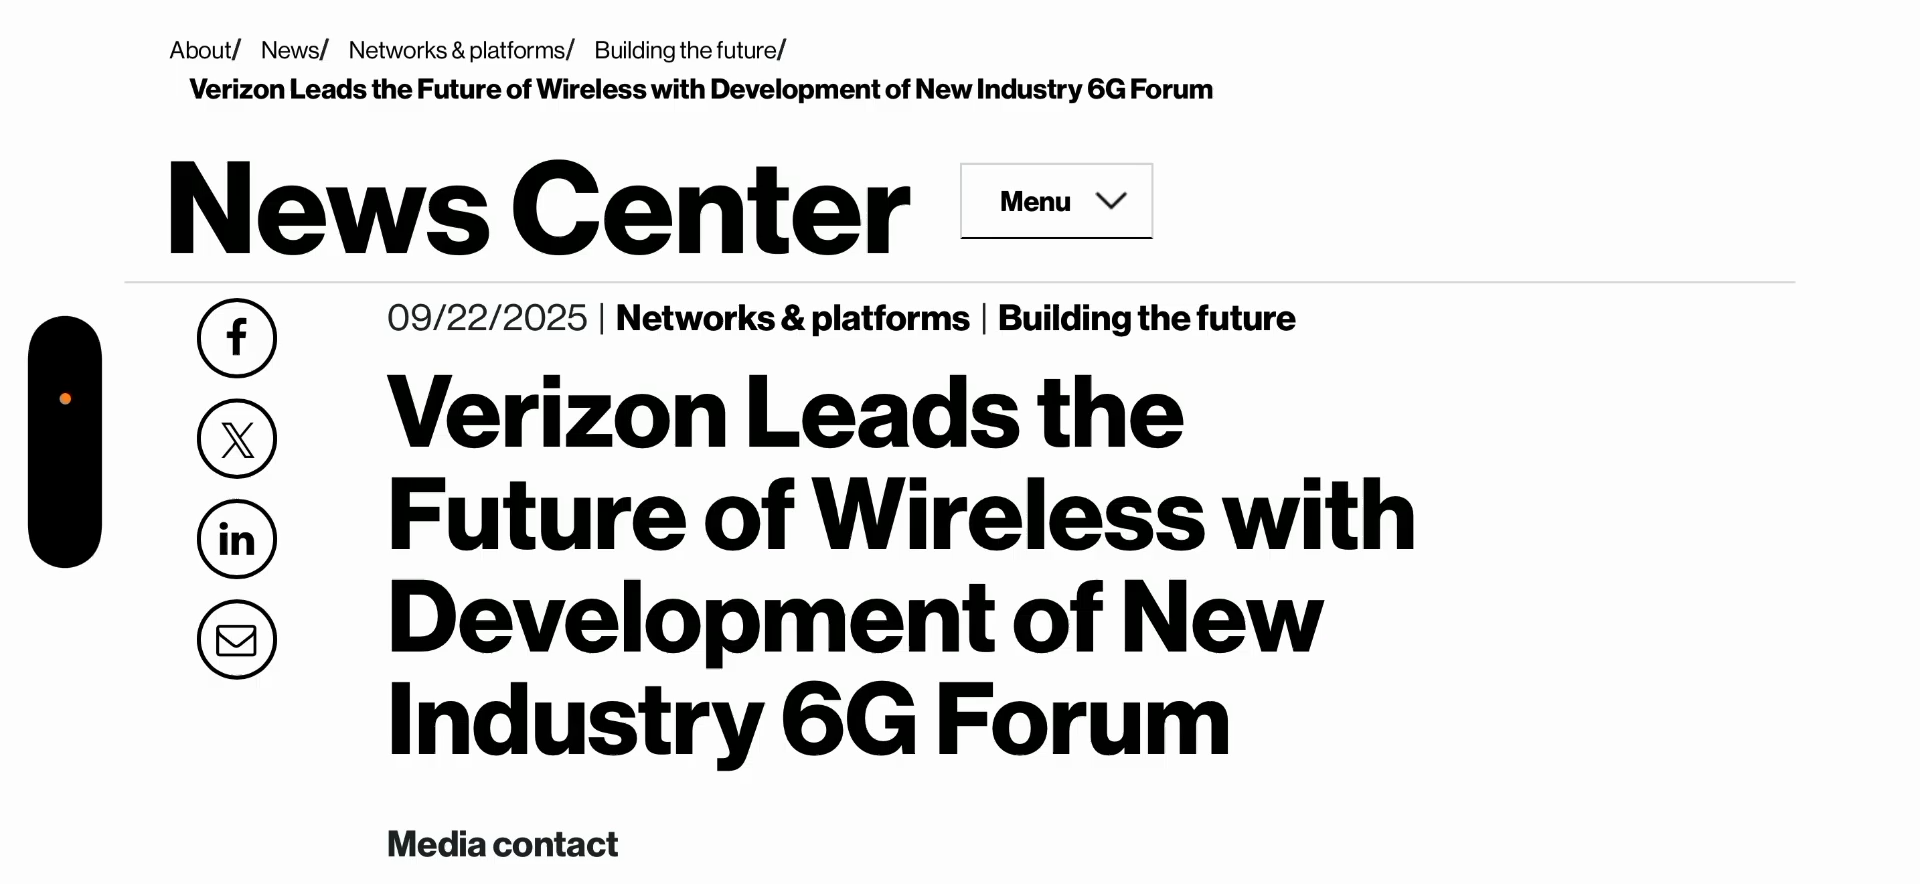 About/ News/ Networks & platforms/ Building the future/
Verizon Leads the Future of Wireless with Development of New Industry 6G Forum
News Center
Menu
09/22/2025 | Networks & platforms | Building the future
Verizon Leads the
Future of Wireless with
Development of New
Industry 6G Forum
Media contact